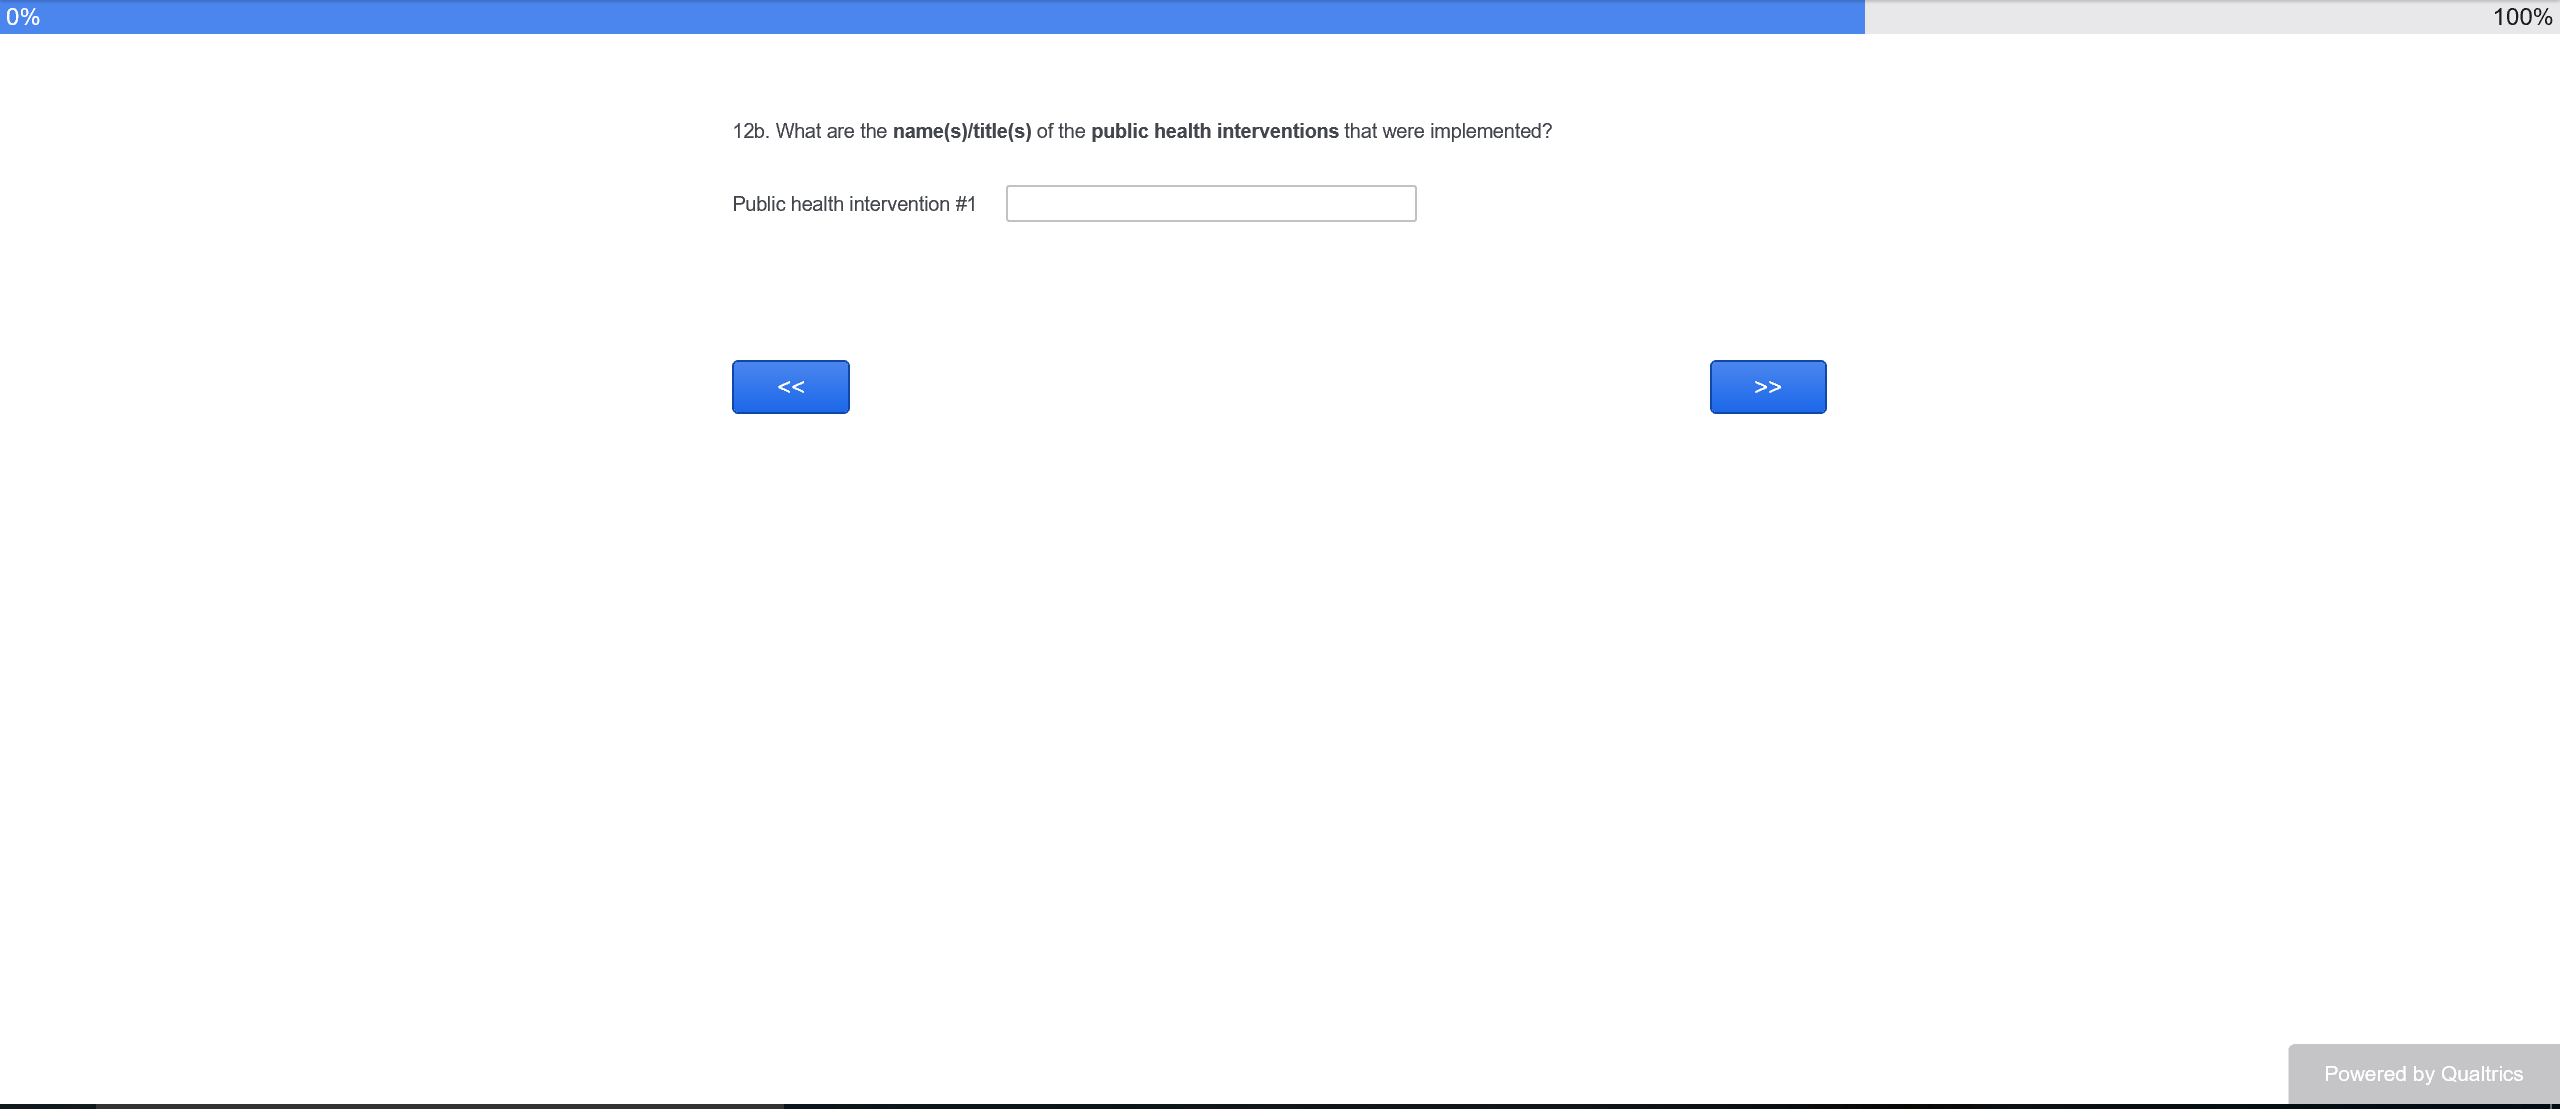 0%
100%
12b. What are the name(s)/title(s) of the public health interventions that were implemented?
Public health intervention #1
<<
>>
Powered by Qualtrics